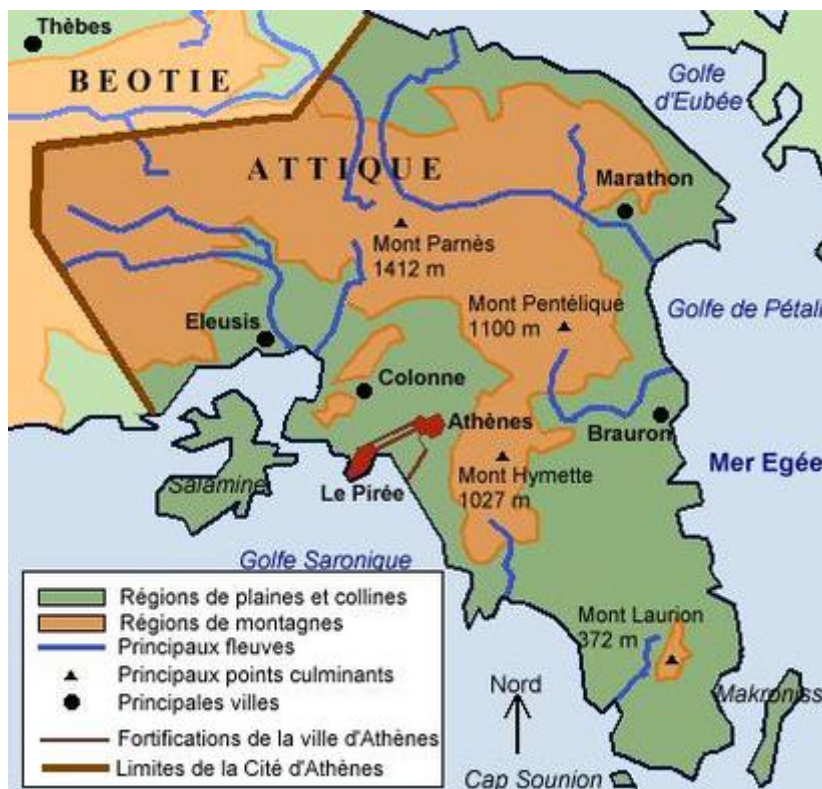 Thèbes
BEOTIE
Golfe
d'Eubée
ATTIQUE
Marathon
Mont Parnès
1412 m
Mont Pentélique
1100 m
Golfe de Pétali
Eleusis
Colonne
Athènes
Brauron
Mer Egée
Mont Hymette
1027 m
Salamine
Le Pirée
Golfe Saronique
Régions de plaines et collines
Régions de montagnes
Principaux fleuves
Principaux points culminants
Principales villes
Fortifications de la ville d'Athènes
Limites de la Cité d'Athènes
Mont Laurion
372 m
Nord
Makroniss
Cap Sounion